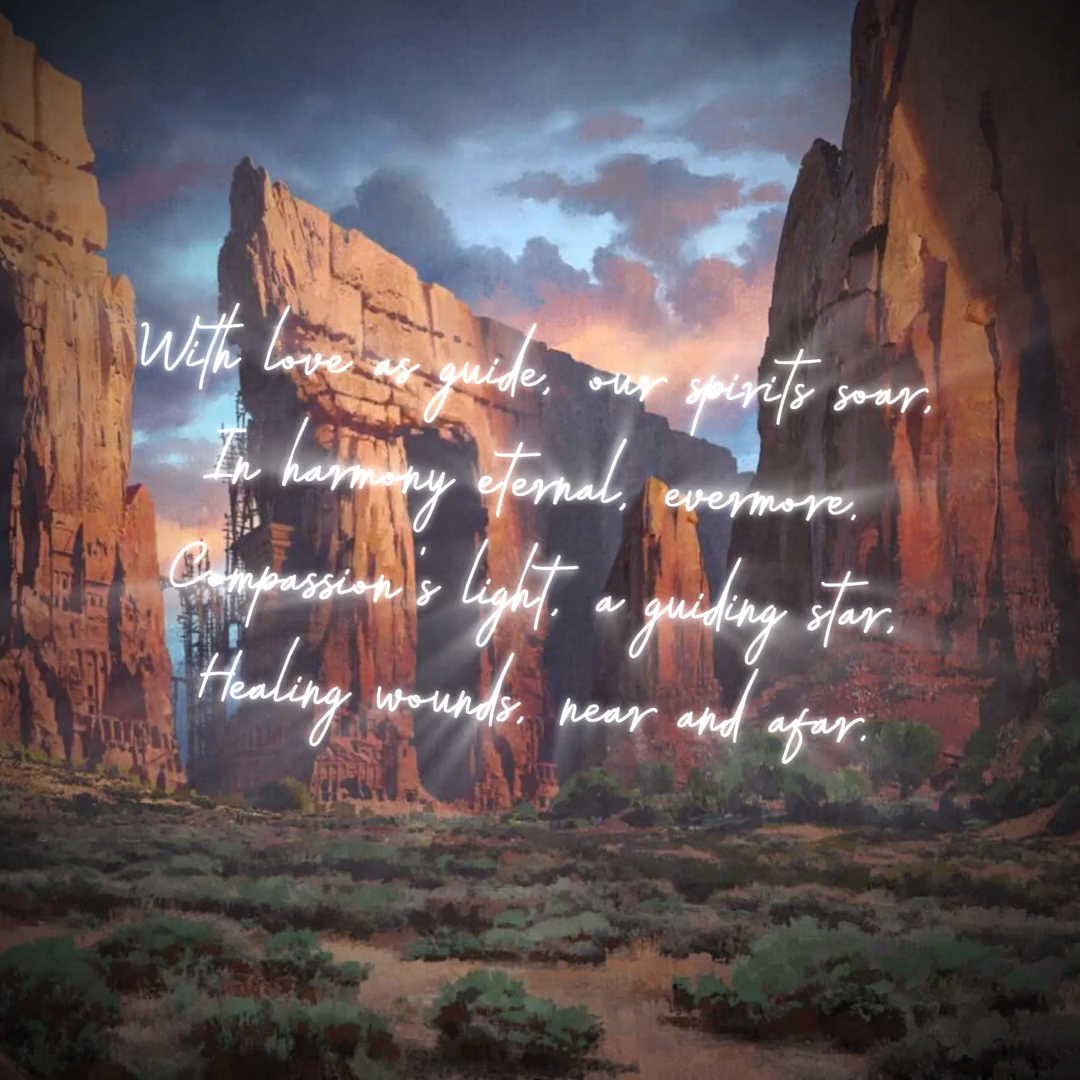 With love as guide, our spirits soar,
In harmony eternal, evermore.
Compassion's light, a guiding star,
Healing wounds, near and afar.